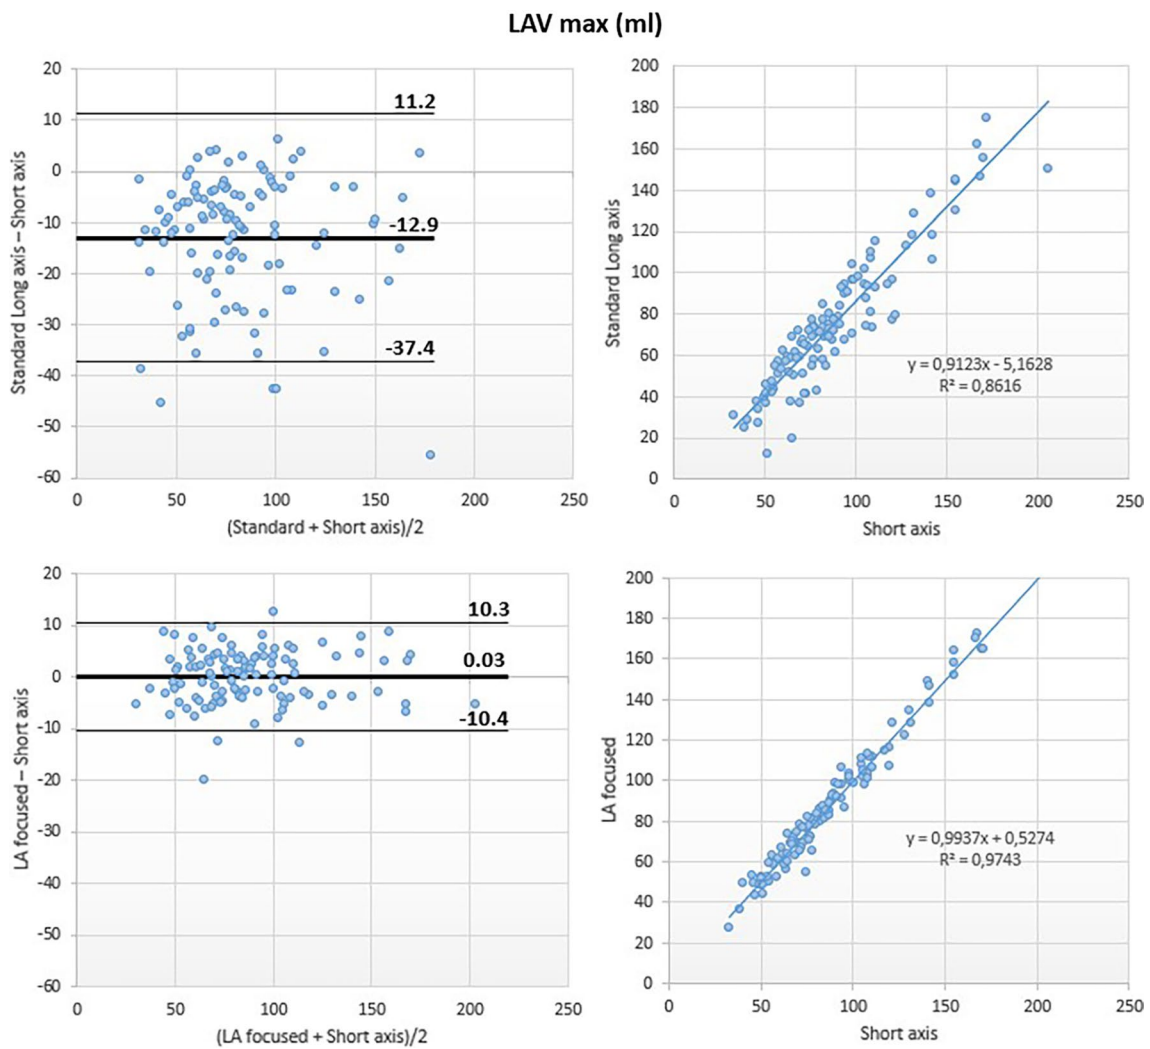 LAV max (ml)
20
10
0
-10
-20
-30
-40
-50
-60
Standard Long axis – Short axis
11.2
-12.9
-37.4
0 50 100 150 200 250
(Standard + Short axis)/2
200
180
160
140
120
100
80
60
40
20
0
Standard Long axis
y = 0,9123x - 5,1628
R² = 0,8616
0 50 100 150 200 250
Short axis
20
10
0
-10
-20
-30
-40
-50
-60
LA focused – Short axis
10.3
0.03
-10.4
0 50 100 150 200 250
(LA focused + Short axis)/2
200
180
160
140
120
100
80
60
40
20
0
LA focused
y = 0,9937x + 0,5274
R² = 0,9743
0 50 100 150 200 250
Short axis